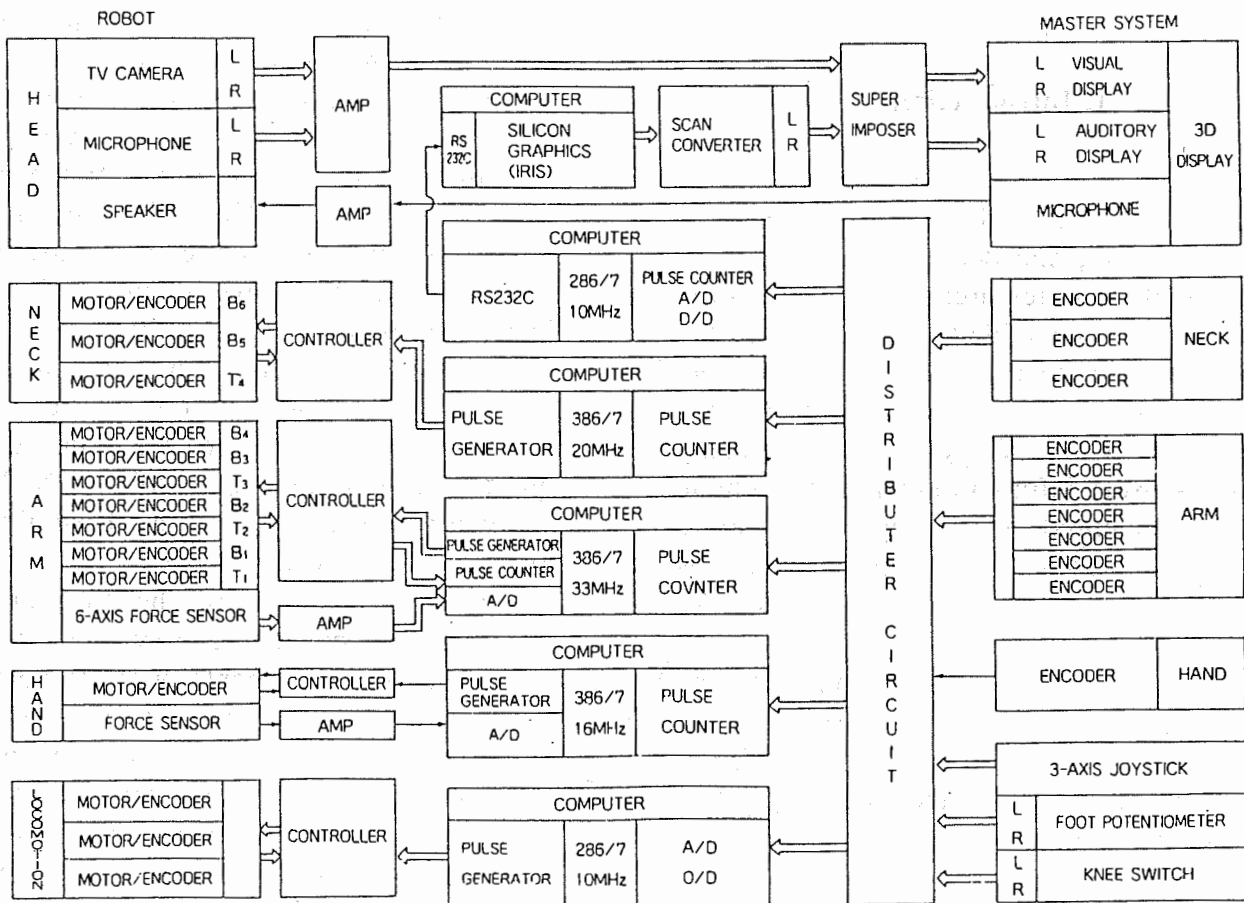 ROBOT
MASTER SYSTEM
HEAD
TV CAMERA
L
R
MICROPHONE
L
R
SPEAKER
AMP
AMP
COMPUTER
RS
232C
SILICON
GRAPHICS
(IRIS)
SCAN
CONVERTER
L
R
SUPER
IMPOSER
L VISUAL
R DISPLAY
L AUDITORY
R DISPLAY
MICROPHONE
3D
DISPLAY
COMPUTER
RS232C
286/7
10MHz
PULSE COUNTER
A/D
D/D
NECK
MOTOR/ENCODER B6
MOTOR/ENCODER B5
MOTOR/ENCODER T4
CONTROLLER
COMPUTER
PULSE
GENERATOR
386/7
20MHz
PULSE
COUNTER
DISTRIBUTER CIRCUIT
ENCODER
ENCODER
ENCODER
NECK
ARM
MOTOR/ENCODER B4
MOTOR/ENCODER B3
MOTOR/ENCODER T3
MOTOR/ENCODER B2
MOTOR/ENCODER T2
MOTOR/ENCODER B1
MOTOR/ENCODER T1
6-AXIS FORCE SENSOR
CONTROLLER
AMP
COMPUTER
PULSE GENERATOR
PULSE COUNTER
A/D
386/7
33MHz
PULSE
COVNTER
ENCODER
ENCODER
ENCODER
ENCODER
ENCODER
ENCODER
ENCODER
ARM
HAND
MOTOR/ENCODER
FORCE SENSOR
CONTROLLER
AMP
COMPUTER
PULSE
GENERATOR
A/D
386/7
16MHz
PULSE
COUNTER
ENCODER
HAND
LOCOMOTION
MOTOR/ENCODER
MOTOR/ENCODER
MOTOR/ENCODER
CONTROLLER
COMPUTER
PULSE
GENERATOR
286/7
10MHz
A/D
O/D
3-AXIS JOYSTICK
L
R
FOOT POTENTIOMETER
L
R
KNEE SWITCH